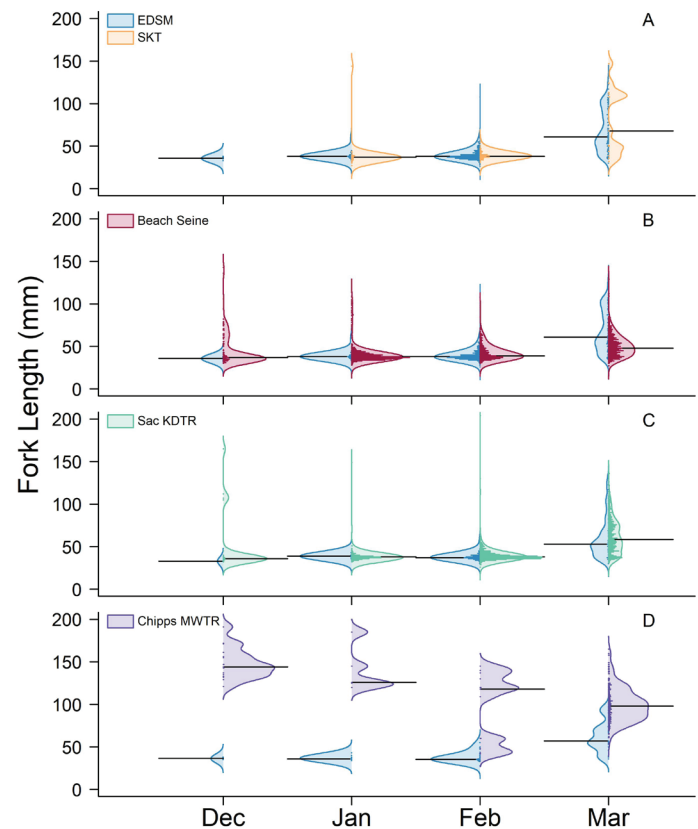 200
150
100
50
0
EDSM
SKT
A
200
150
100
50
0
Beach Seine
B
200
150
100
50
0
Sac KDTR
C
200
150
100
50
0
Chipps MWTR
D
Fork Length (mm)
Dec Jan Feb Mar